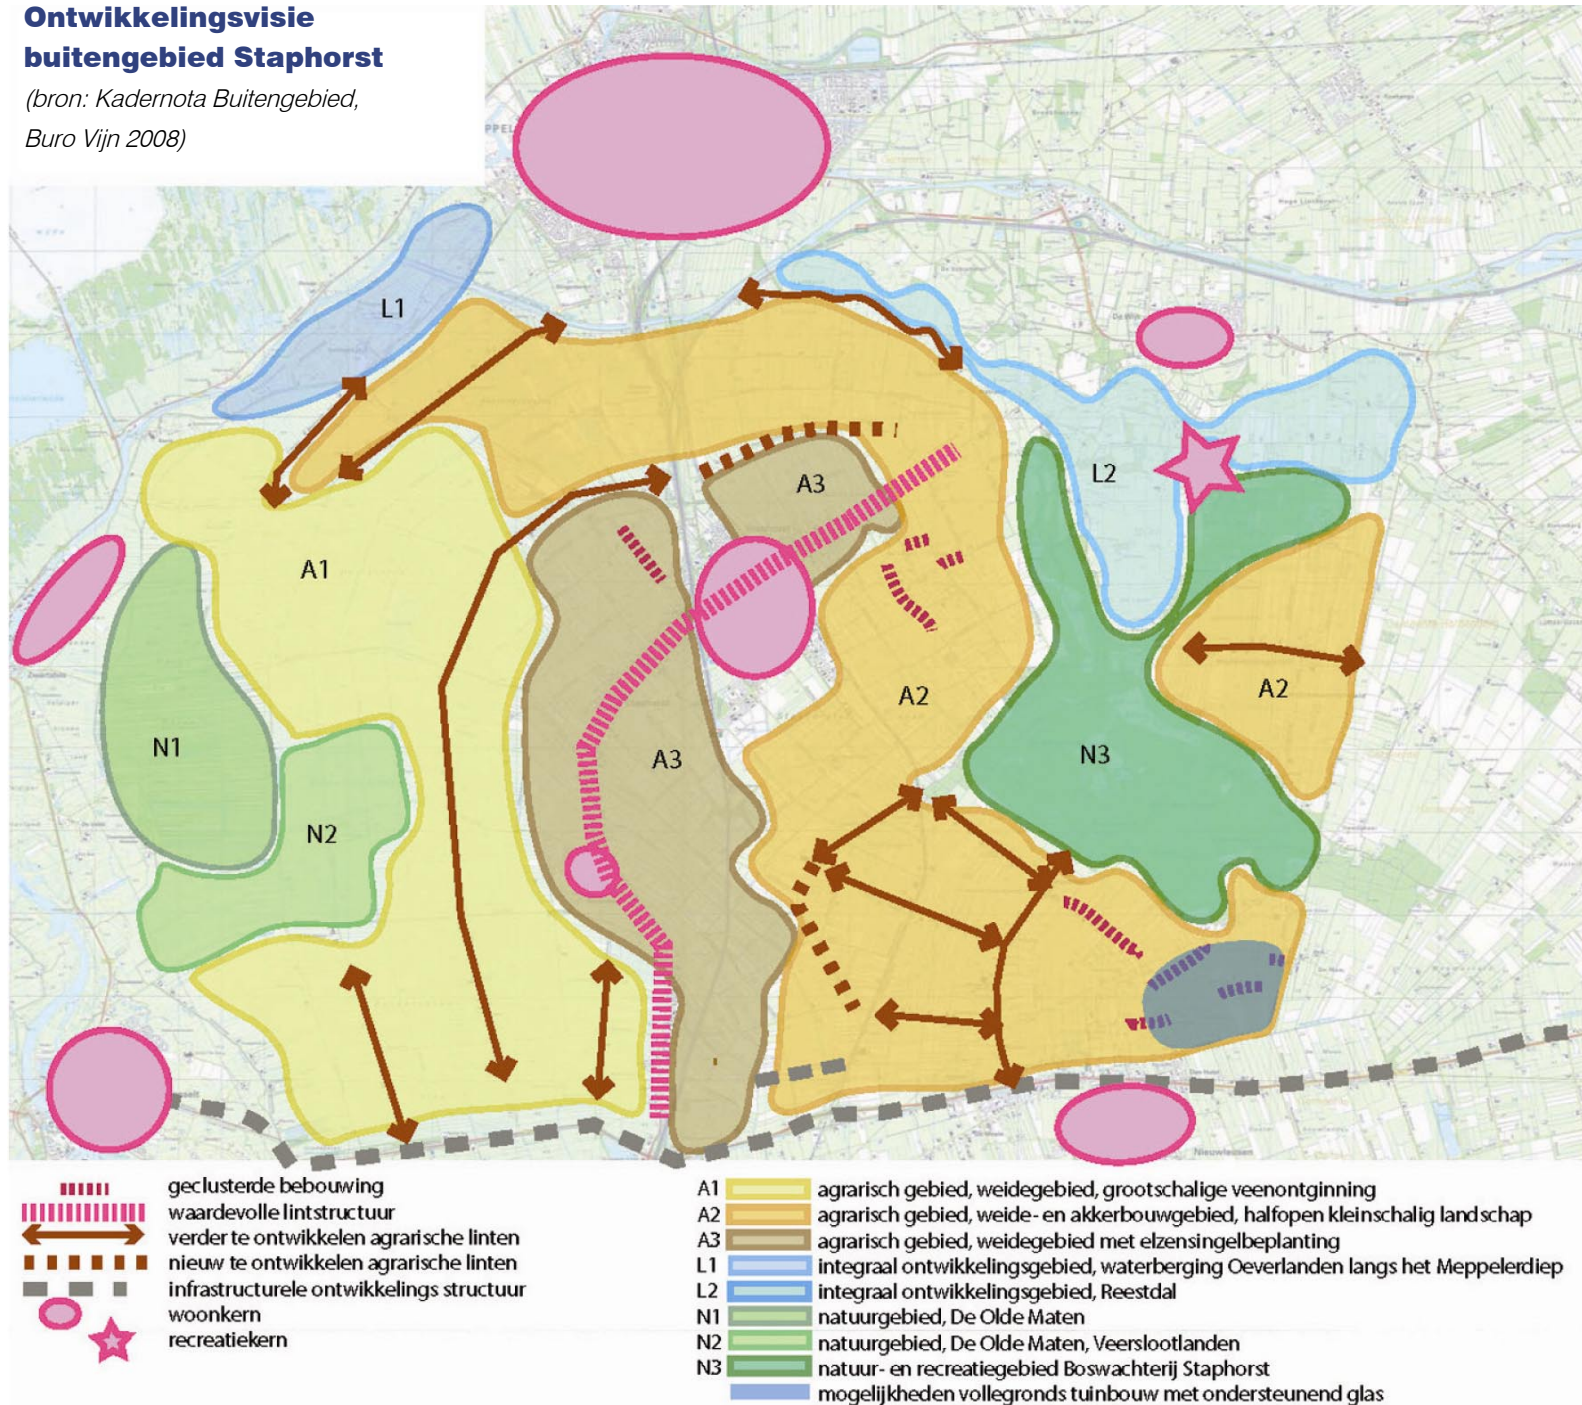 Ontwikkelingsvisie
buitengebied Staphorst
(bron: Kadernota Buitengebied,
Buro Vijn 2008)
L1
A3
L2
A1
A2
A2
N1
A3
N3
N2
geclusterde bebouwing
waardevolle lintstructuur
verder te ontwikkelen agrarische linten
nieuw te ontwikkelen agrarische linten
infrastructurele ontwikkelings structuur
woonkern
recreatiekern
A1 agrarisch gebied, weidegebied, grootschalige veenontginning
A2 agrarisch gebied, weide- en akkerbouwgebied, halfopen kleinschalig landschap
A3 agrarisch gebied, weidegebied met elzensingelbeplanting
L1 integraal ontwikkelingsgebied, waterberging Oeverlanden langs het Meppelerdiep
L2 integraal ontwikkelingsgebied, Reestdal
N1 natuurgebied, De Olde Maten
N2 natuurgebied, De Olde Maten, Veerslootlanden
N3 natuur- en recreatiegebied Boswachterij Staphorst
mogelijkheden vollegronds tuinbouw met ondersteunend glas